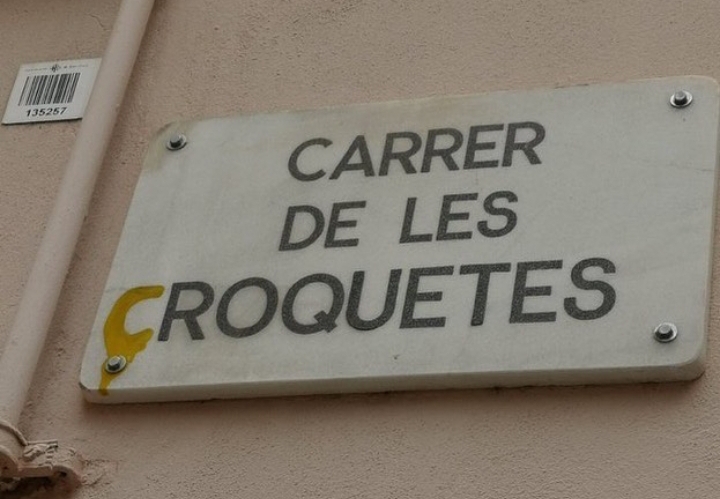 135257
CARRER
DE LES
CROQUETES